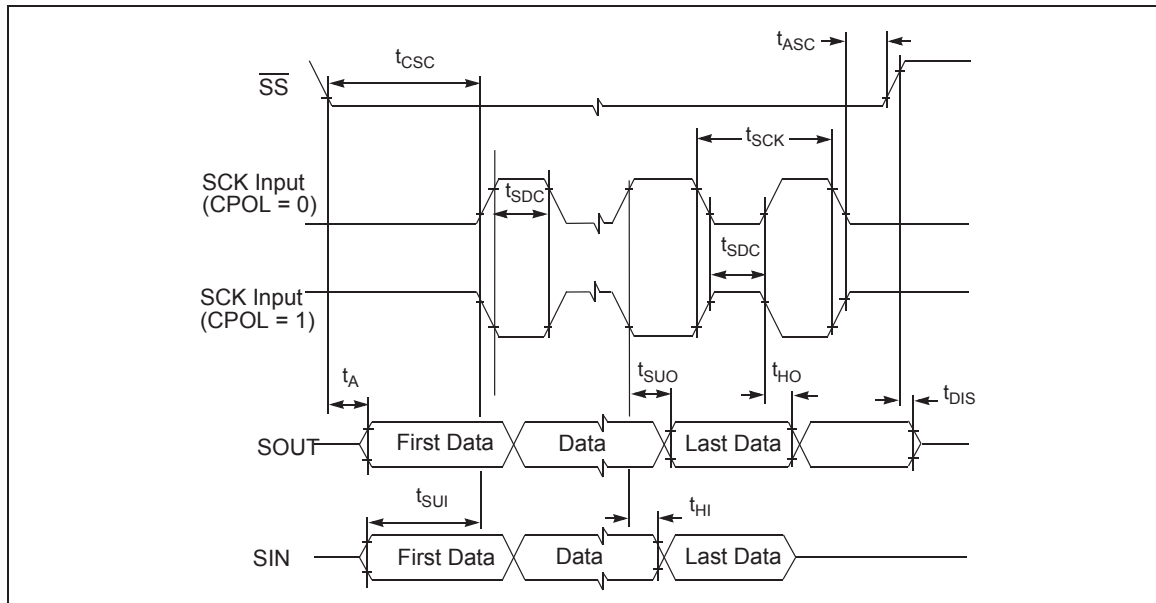 tASC
tCSC
SS
tSCK
SCK Input
(CPOL = 0)
tSDC
tSDC
SCK Input
(CPOL = 1)
tA
tSUO
tHO
tDIS
SOUT
First Data
Data
Last Data
tSUI
tHI
SIN
First Data
Data
Last Data